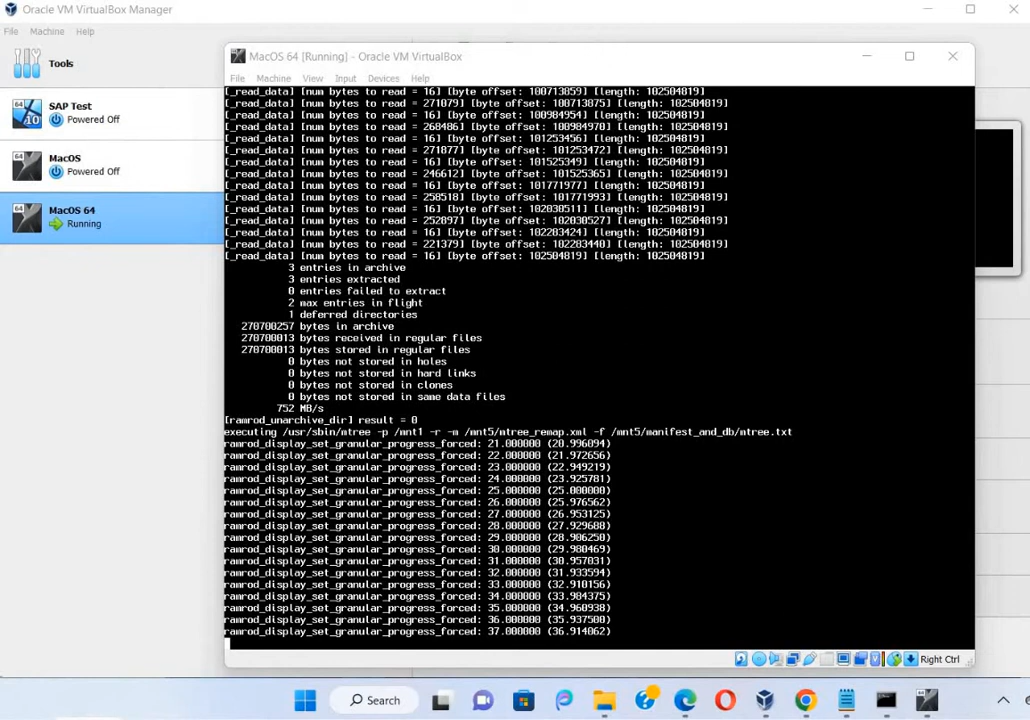 Oracle VM VirtualBox Manager
File Machine Help
Tools
SAP Test
Powered Off
MacOS
Powered Off
MacOS 64
Running
MacOS 64 [Running] - Oracle VM VirtualBox
File Machine View Input Devices Help
[_read_data] [num bytes to read = 16] [byte offset: 100713859] [length: 102504819]
[_read_data] [num bytes to read = 271079] [byte offset: 100713875] [length: 102504819]
[_read_data] [num bytes to read = 16] [byte offset: 100984954] [length: 102504819]
[_read_data] [num bytes to read = 268486] [byte offset: 100984970] [length: 102504819]
[_read_data] [num bytes to read = 16] [byte offset: 101253456] [length: 102504819]
[_read_data] [num bytes to read = 271877] [byte offset: 101253472] [length: 102504819]
[_read_data] [num bytes to read = 16] [byte offset: 101525349] [length: 102504819]
[_read_data] [num bytes to read = 246612] [byte offset: 101525365] [length: 102504819]
[_read_data] [num bytes to read = 16] [byte offset: 101771977] [length: 102504819]
[_read_data] [num bytes to read = 258518] [byte offset: 101771993] [length: 102504819]
[_read_data] [num bytes to read = 16] [byte offset: 102030511] [length: 102504819]
[_read_data] [num bytes to read = 252897] [byte offset: 102030527] [length: 102504819]
[_read_data] [num bytes to read = 16] [byte offset: 102283424] [length: 102504819]
[_read_data] [num bytes to read = 221379] [byte offset: 102283440] [length: 102504819]
[_read_data] [num bytes to read = 16] [byte offset: 102504819] [length: 102504819]
3 entries in archive
3 entries extracted
0 entries failed to extract
2 max entries in flight
1 deferred directories
270700257 bytes in archive
270700013 bytes received in regular files
270700013 bytes stored in regular files
0 bytes not stored in holes
0 bytes not stored in hard links
0 bytes not stored in clones
0 bytes not stored in same data files
752 MB/s
[ramrod_unarchive_dir] result = 0
executing /usr/sbin/mtree -p /mnt1 -r -m /mnt5/mtree_remap.xml -f /mnt5/manifest_and_db/mtree.txt
ramrod_display_set_granular_progress_forced: 21.000000 (20.996094)
ramrod_display_set_granular_progress_forced: 22.000000 (21.972656)
ramrod_display_set_granular_progress_forced: 23.000000 (22.949219)
ramrod_display_set_granular_progress_forced: 24.000000 (23.925781)
ramrod_display_set_granular_progress_forced: 25.000000 (25.000000)
ramrod_display_set_granular_progress_forced: 26.000000 (25.976562)
ramrod_display_set_granular_progress_forced: 27.000000 (26.953125)
ramrod_display_set_granular_progress_forced: 28.000000 (27.929688)
ramrod_display_set_granular_progress_forced: 29.000000 (28.906250)
ramrod_display_set_granular_progress_forced: 30.000000 (29.980469)
ramrod_display_set_granular_progress_forced: 31.000000 (30.957031)
ramrod_display_set_granular_progress_forced: 32.000000 (31.933594)
ramrod_display_set_granular_progress_forced: 33.000000 (32.910156)
ramrod_display_set_granular_progress_forced: 34.000000 (33.984375)
ramrod_display_set_granular_progress_forced: 35.000000 (34.960938)
ramrod_display_set_granular_progress_forced: 36.000000 (35.937500)
ramrod_display_set_granular_progress_forced: 37.000000 (36.914062)
Right Ctrl
Search